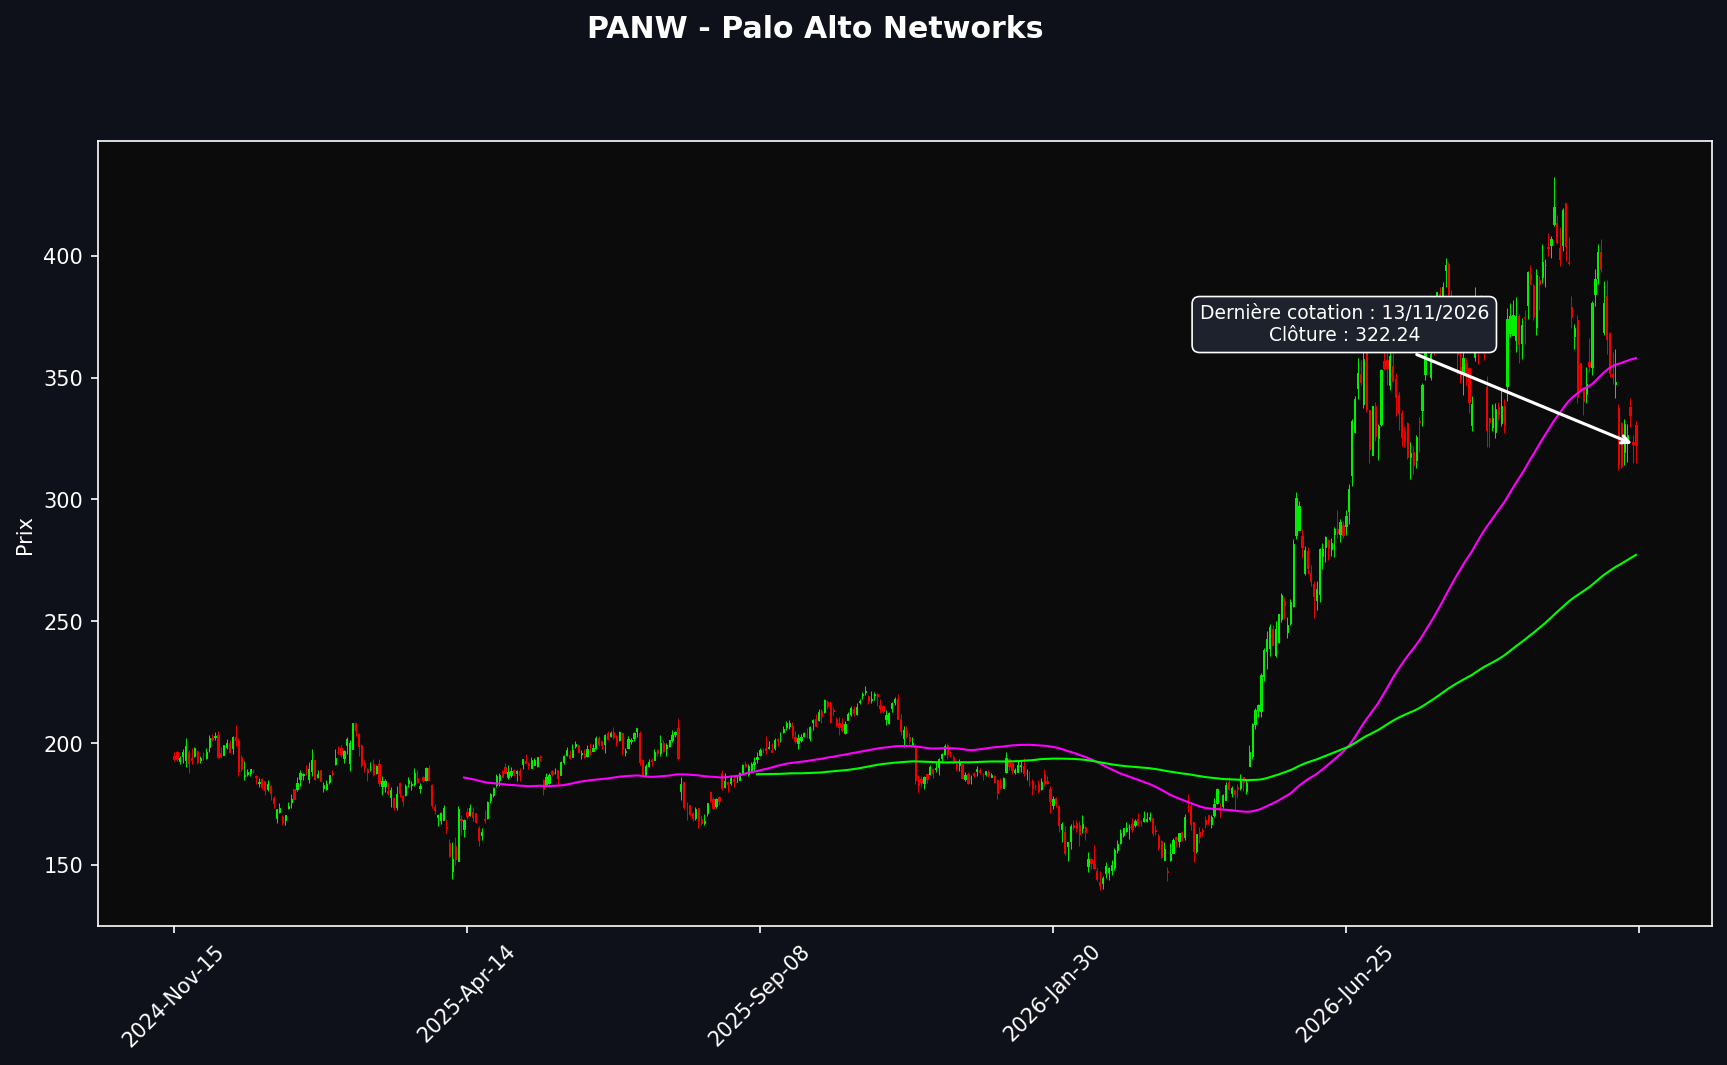 PANW - Palo Alto Networks
Prix
400
350
300
250
200
150
Dernière cotation : 13/11/2026
Clôture : 322.24
2024-Nov-15
2025-Apr-14
2025-Sep-08
2026-Jan-30
2026-Jun-25